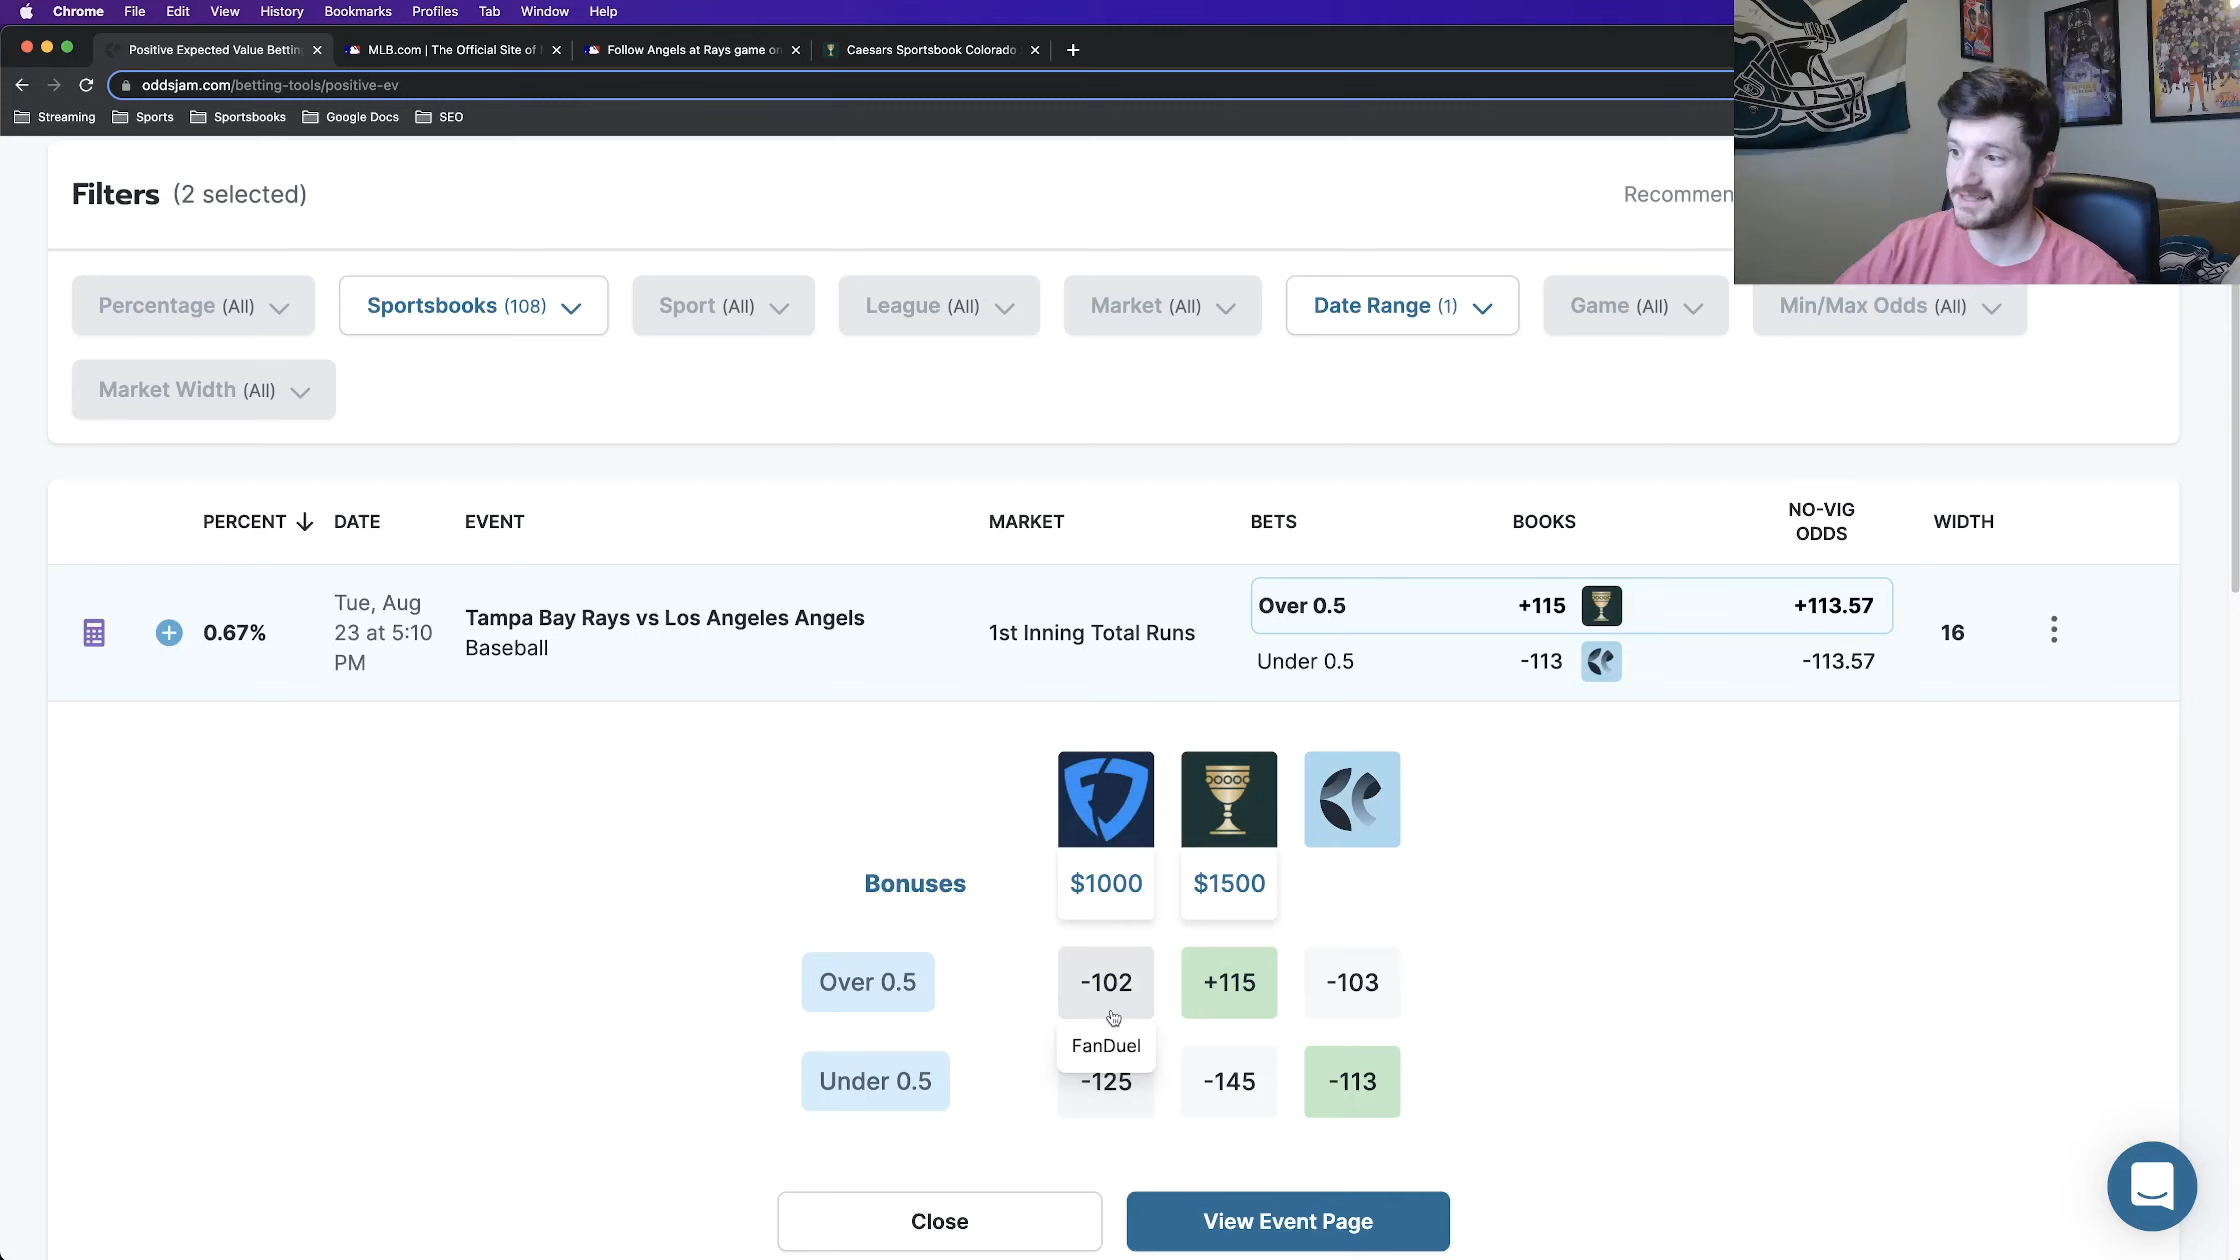 Chrome File Edit View History Bookmarks Profiles Tab Window Help
Positive Expected Value Bettin MLB.com | The Official Site of Follow Angels at Rays game on Caesars Sportsbook Colorado
oddsjam.com/betting-tools/positive-ev
Streaming Sports Sportsbooks Google Docs SEO
Filters (2 selected)
Recommen
Percentage (All) Sportsbooks (108) Sport (All) League (All) Market (All) Date Range (1) Game (All) Min/Max Odds (All)
Market Width (All)
PERCENT DATE EVENT MARKET BETS BOOKS NO-VIG ODDS WIDTH
0.67%
Tue, Aug
23 at 5:10
PM
Tampa Bay Rays vs Los Angeles Angels
Baseball
1st Inning Total Runs
Over 0.5 +115 +113.57
Under 0.5 -113 -113.57
16
Bonuses $1000 $1500
Over 0.5 -102 +115 -103
FanDuel
Under 0.5 -125 -145 -113
Close View Event Page